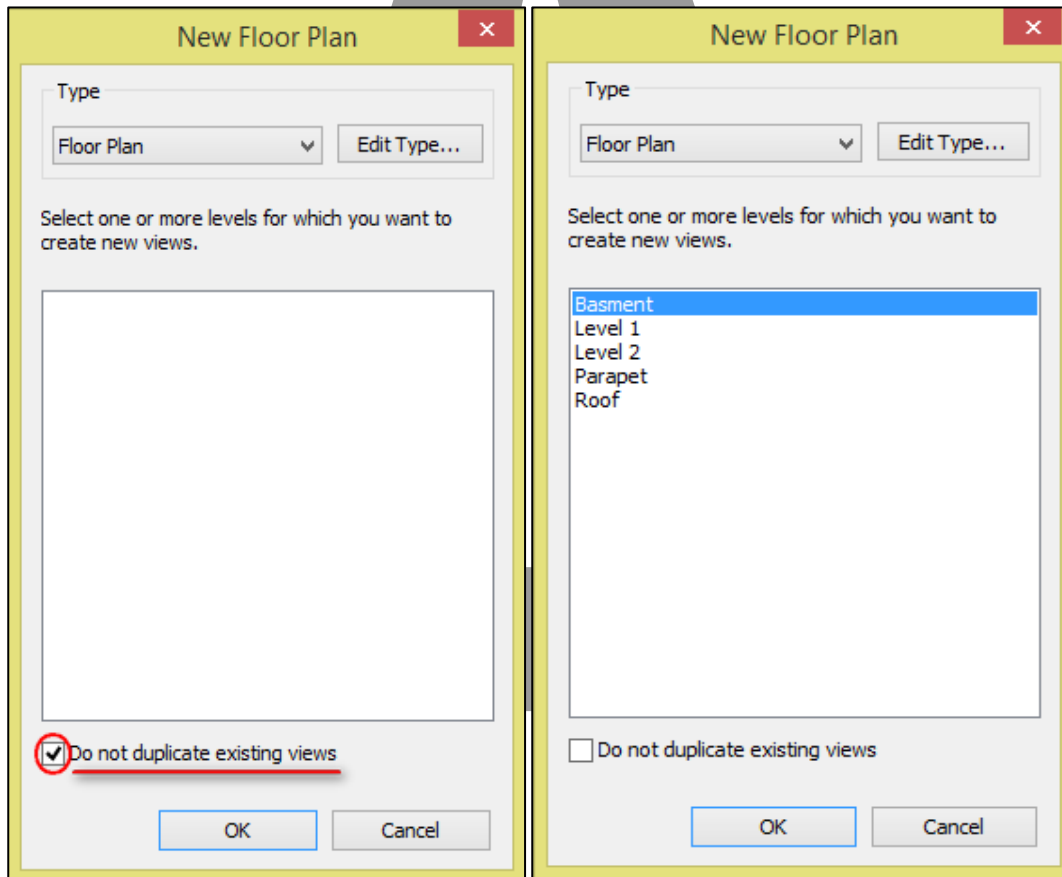 New Floor Plan
Type
Floor Plan
Edit Type...
Select one or more levels for which you want to
create new views.
Do not duplicate existing views
OK
Cancel
New Floor Plan
Type
Floor Plan
Edit Type...
Select one or more levels for which you want to
create new views.
Basment
Level 1
Level 2
Parapet
Roof
Do not duplicate existing views
OK
Cancel